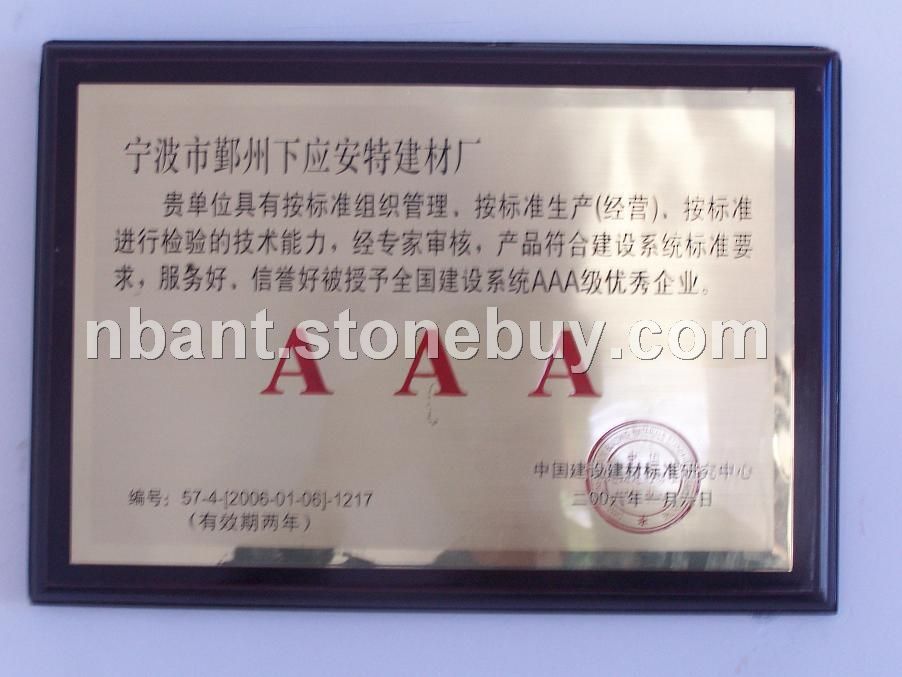 宁波市鄞州下应安特建材厂
贵单位具有按标准组织管理、按标准生产(经营)、按标准
进行检验的技术能力，经专家审核，产品符合建设系统标准要
求，服务好、信誉好被授予全国建设系统AAA级优秀企业。
nbant.stonebuy.com
A A A
中国建设建材标准研究中心
编号：57-4-[2006-01-06]-1217
二00六年一月六日
（有效期两年）